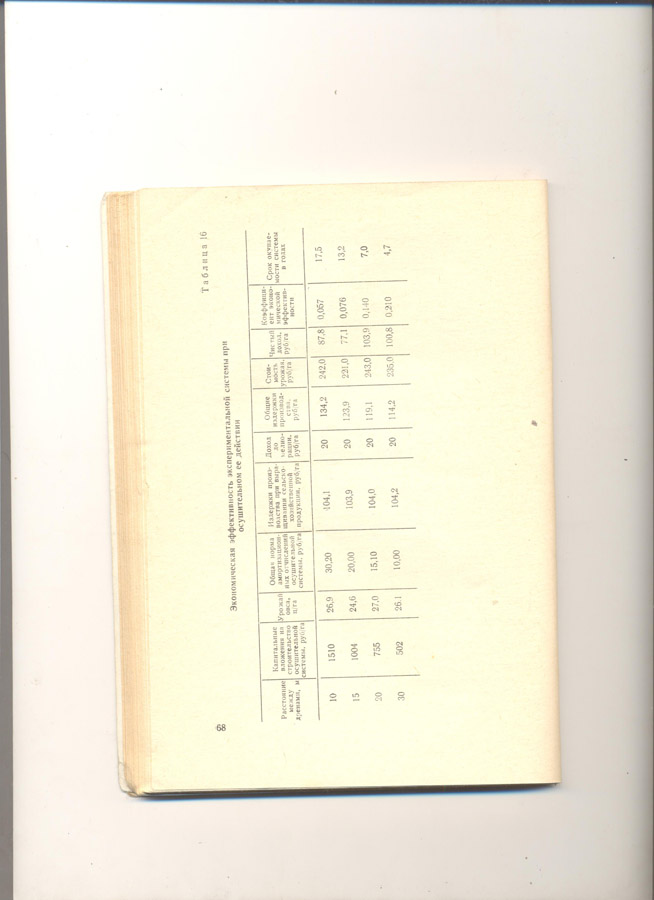 68
Таблица 16
Экономическая эффективность экспериментальной системы при
осушительном ее действии
Расстояние между дренами, м | Капитальные вложения на строительство осушительной системы, руб/га | Урожай овса, ц/га | Общая норма амортизационных отчислений осушительной системы, руб/га | Издержки производства при выращивании сельскохозяйственной продукции, руб/га | Доход до мелиорации, руб/га | Общие издержки производства, руб/га | Стоимость урожая, руб/га | Чистый доход, руб/га | Коэффициент экономической эффективности | Срок окупаемости системы в годах
10 1510 26,9 30,20 104,1 20 134,2 242,0 87,8 0,057 17,5
15 1004 24,6 20,00 103,9 20 123,9 221,0 77,1 0,076 13,2
20 755 27,0 15,10 104,0 20 119,1 243,0 103,9 0,140 7,0
30 502 26,1 10,00 104,2 20 114,2 235,0 100,8 0,210 4,7